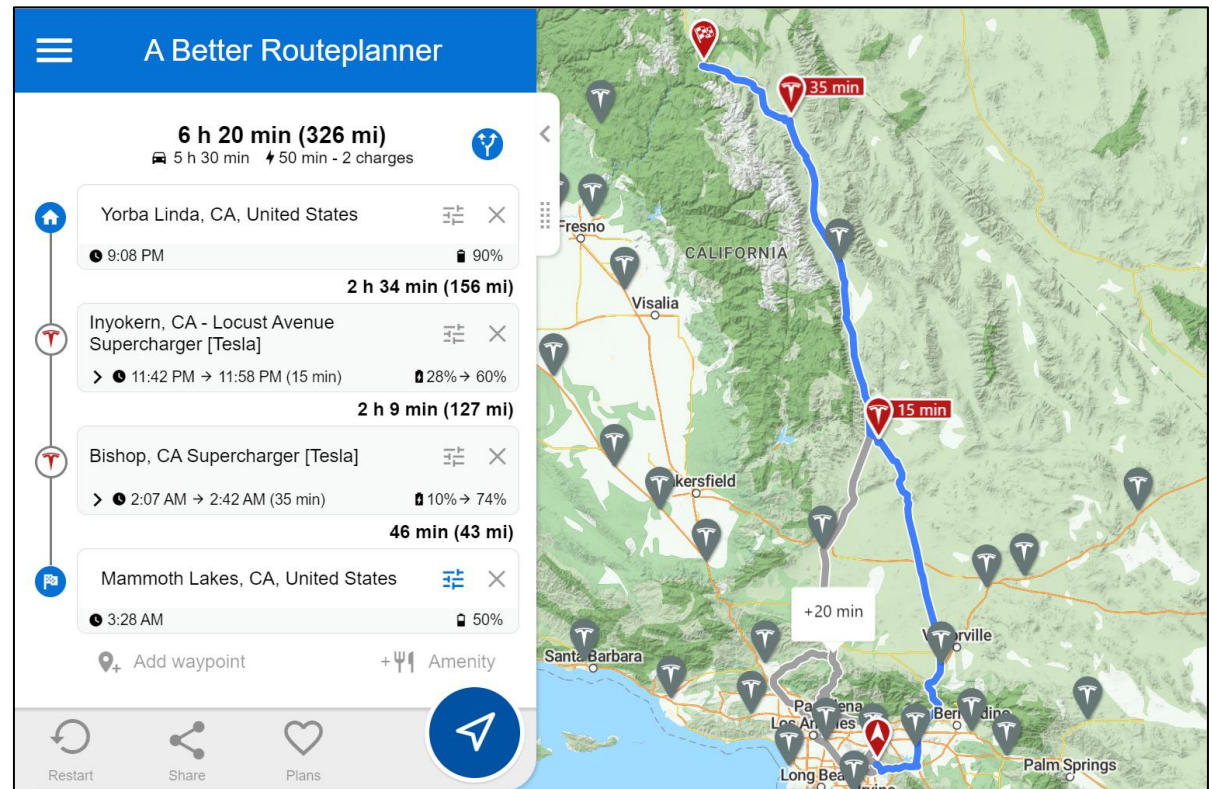 A Better Routeplanner
6 h 20 min (326 mi)
5 h 30 min 50 min - 2 charges
Yorba Linda, CA, United States
9:08 PM 90%
2 h 34 min (156 mi)
Inyokern, CA - Locust Avenue
Supercharger [Tesla]
11:42 PM → 11:58 PM (15 min) 28% → 60%
2 h 9 min (127 mi)
Bishop, CA Supercharger [Tesla]
2:07 AM → 2:42 AM (35 min) 10% → 74%
46 min (43 mi)
Mammoth Lakes, CA, United States
3:28 AM 50%
Add waypoint + Amenity
Restart Share Plans
35 min
Fresno
CALIFORNIA
Visalia
15 min
kersfield
+20 min
Santa Barbara
Palm Springs
Long Bea